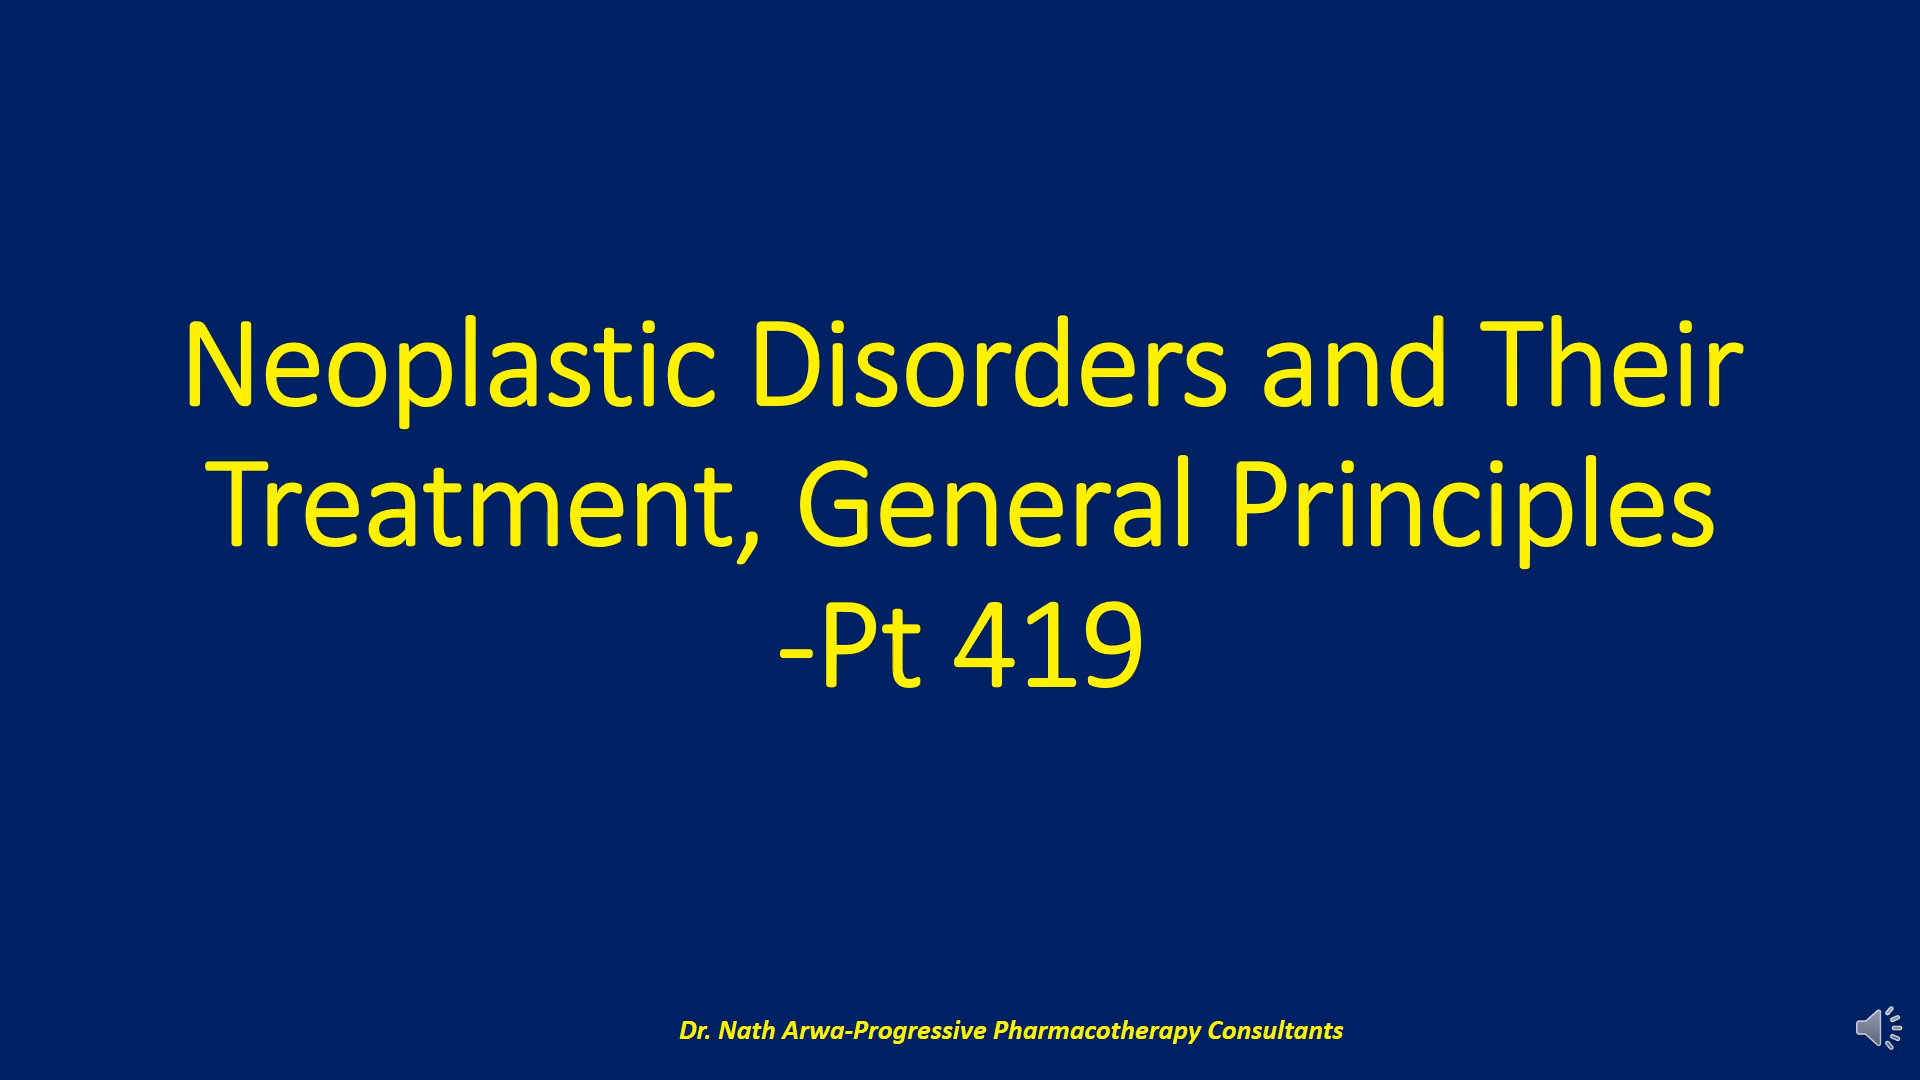 Neoplastic Disorders and Their
Treatment, General Principles
-Pt 419
Dr. Nath Arwa-Progressive Pharmacotherapy Consultants